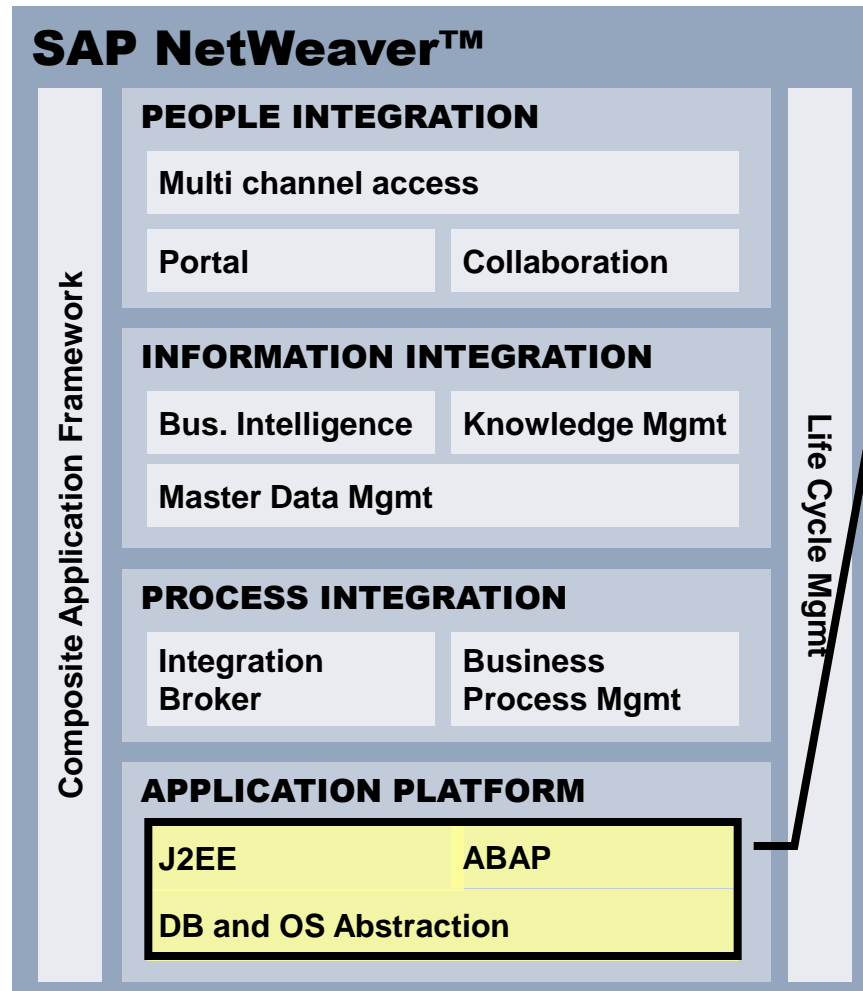 SAP NetWeaver™
Composite Application Framework
PEOPLE INTEGRATION
Multi channel access
Portal
Collaboration
INFORMATION INTEGRATION
Bus. Intelligence
Knowledge Mgmt
Master Data Mgmt
PROCESS INTEGRATION
Integration
Broker
Business
Process Mgmt
APPLICATION PLATFORM
J2EE
ABAP
DB and OS Abstraction
Life Cycle Mgmt